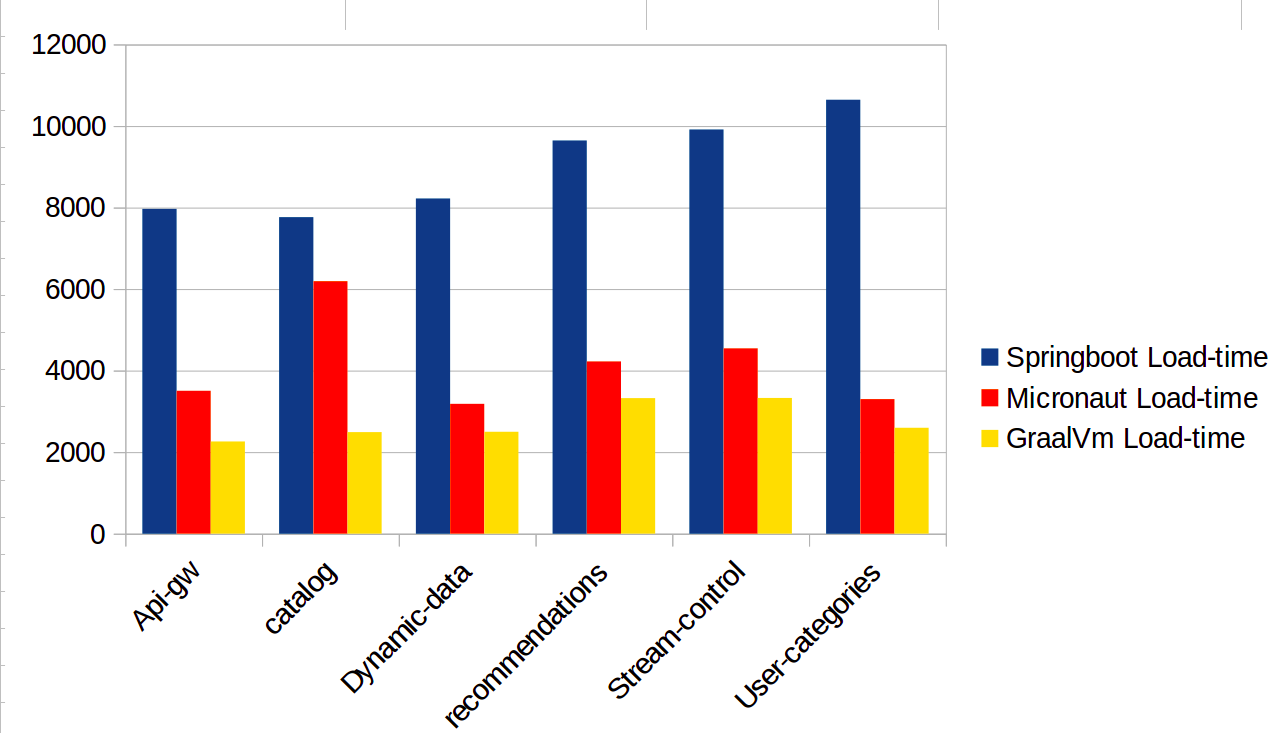 12000
10000
8000
6000
4000
2000
0
Api-gw
catalog
Dynamic-data
recommendations
Stream-control
User-categories
Springboot Load-time
Micronaut Load-time
GraalVm Load-time